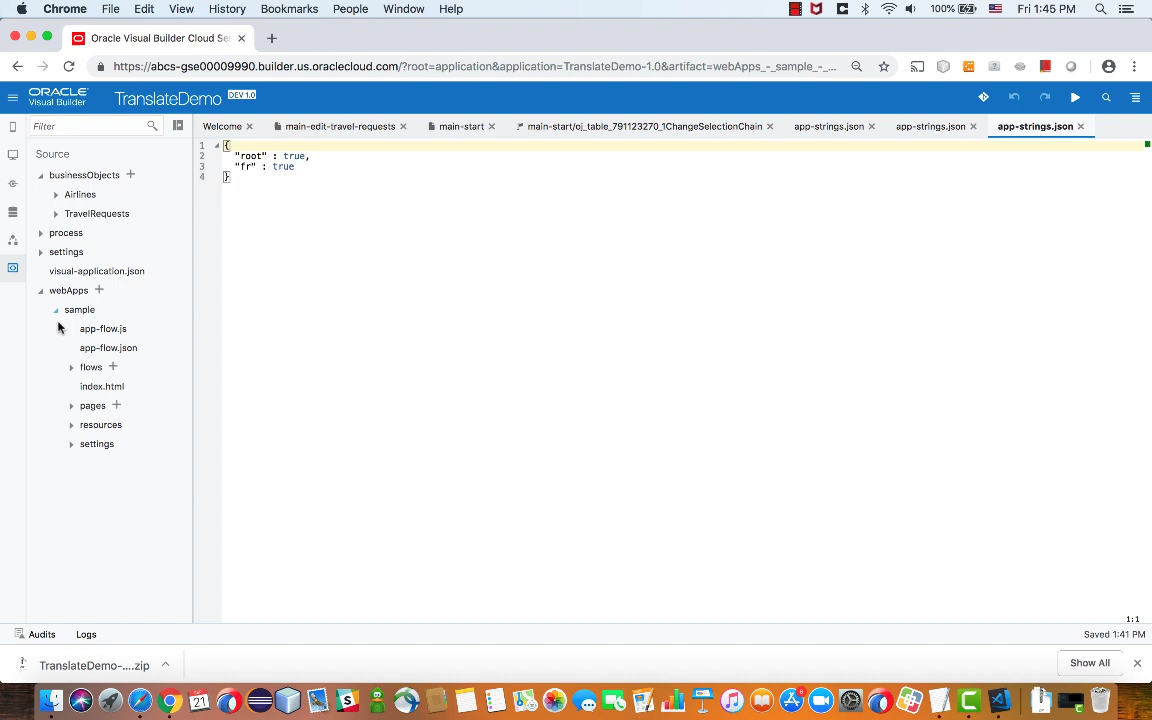 Chrome File Edit View History Bookmarks People Window Help 100% Fri 1:45 PM
Oracle Visual Builder Cloud Se
https://abcs-gse00009990.builder.us.oraclecloud.com/?root=application&application=TranslateDemo-1.0&artifact=webApps_-_sample_-_...
ORACLE
Visual Builder
TranslateDemo DEV 1.0
Filter
Welcome main-edit-travel-requests main-start main-start/oj_table_791123270_1ChangeSelectionChain app-strings.json app-strings.json app-strings.json
Source
businessObjects
Airlines
TravelRequests
process
settings
visual-application.json
webApps
sample
app-flow.js
app-flow.json
flows
index.html
pages
resources
settings
1 {
2 "root" : true,
3 "fr" : true
4 }
1:1
Audits Logs Saved 1:41 PM
TranslateDemo-....zip Show All